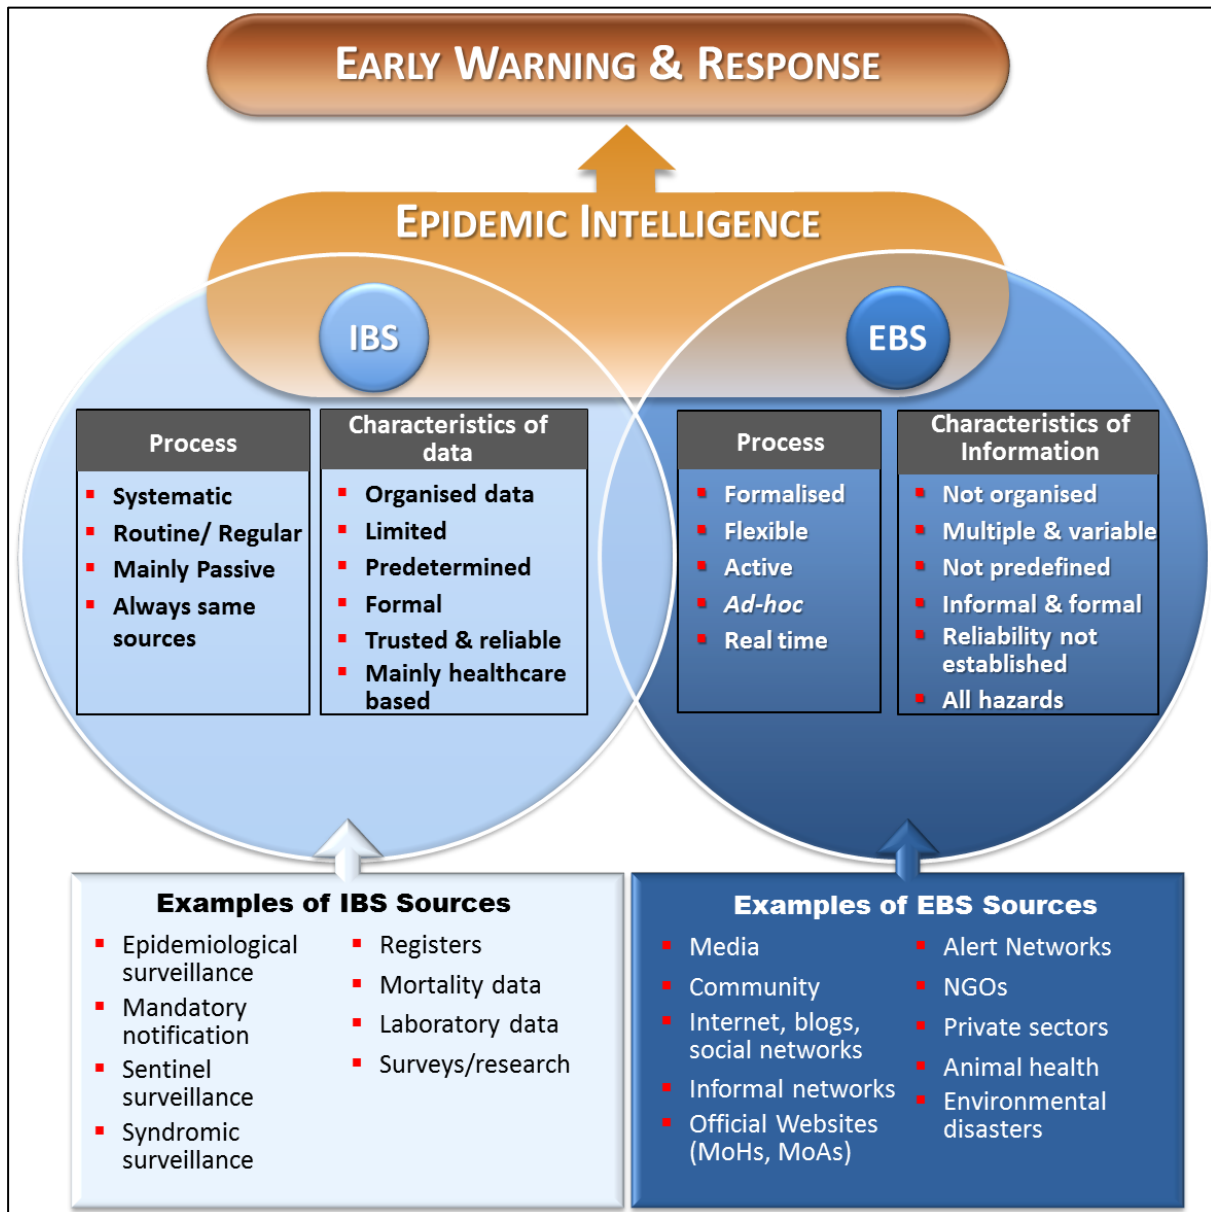 EARLY WARNING & RESPONSE
EPIDEMIC INTELLIGENCE
IBS
EBS
Process
Systematic
Routine/ Regular
Mainly Passive
Always same
sources
Characteristics of
data
Organised data
Limited
Predetermined
Formal
Trusted & reliable
Mainly healthcare
based
Process
Formalised
Flexible
Active
Ad-hoc
Real time
Characteristics of
Information
Not organised
Multiple & variable
Not predefined
Informal & formal
Reliability not
established
All hazards
Examples of IBS Sources
Epidemiological
surveillance
Mandatory
notification
Sentinel
surveillance
Syndromic
surveillance
Registers
Mortality data
Laboratory data
Surveys/research
Examples of EBS Sources
Media
Community
Internet, blogs,
social networks
Informal networks
Official Websites
(MoHs, MoAs)
Alert Networks
NGOs
Private sectors
Animal health
Environmental
disasters